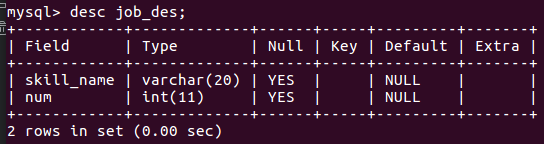 mysql> desc job_des;
+------------+-------------+------+-----+---------+-------+
| Field      | Type        | Null | Key | Default | Extra |
+------------+-------------+------+-----+---------+-------+
| skill_name | varchar(20) | YES  |     | NULL    |       |
| num        | int(11)     | YES  |     | NULL    |       |
+------------+-------------+------+-----+---------+-------+
2 rows in set (0.00 sec)